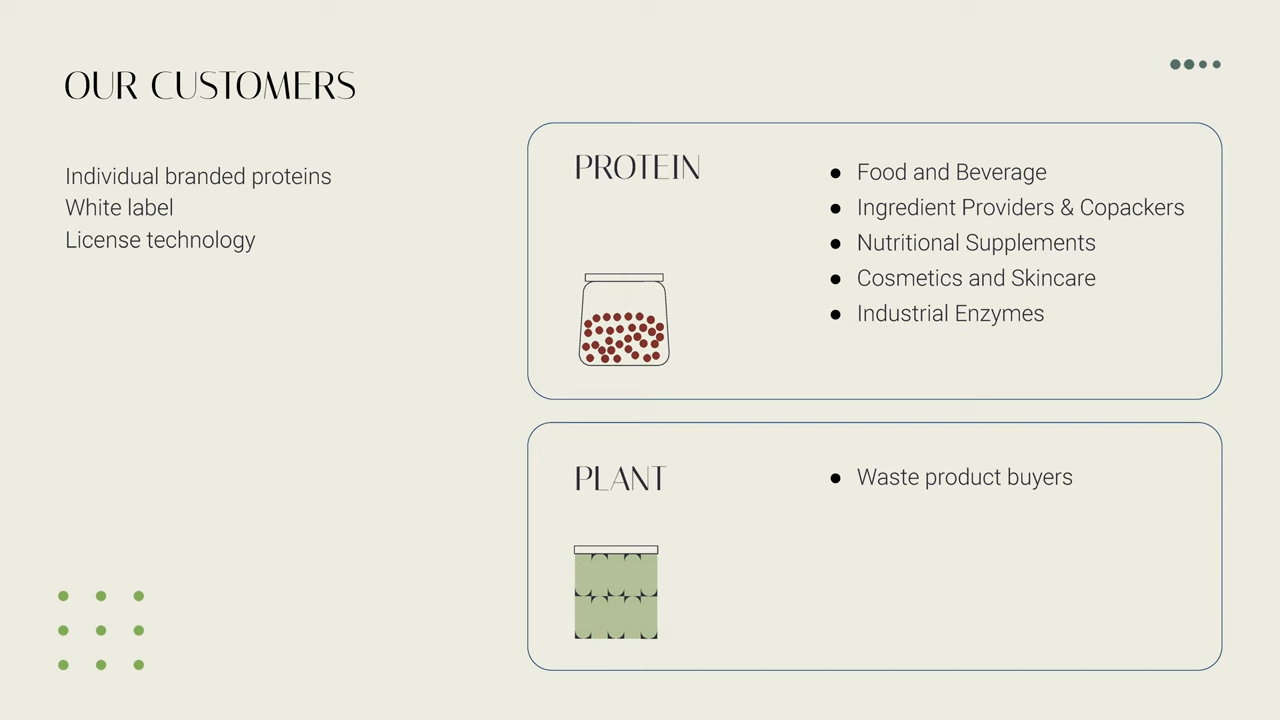 OUR CUSTOMERS
Individual branded proteins
White label
License technology
PROTEIN
Food and Beverage
Ingredient Providers & Copackers
Nutritional Supplements
Cosmetics and Skincare
Industrial Enzymes
PLANT
Waste product buyers